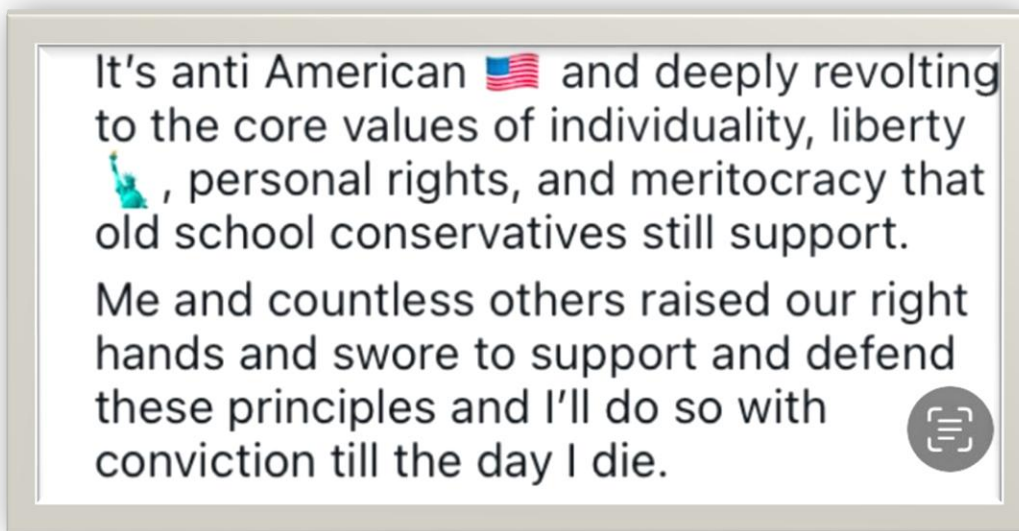 It’s anti American 🇺🇸 and deeply revolting
to the core values of individuality, liberty
🗽, personal rights, and meritocracy that
old school conservatives still support.
Me and countless others raised our right
hands and swore to support and defend
these principles and I’ll do so with
conviction till the day I die.